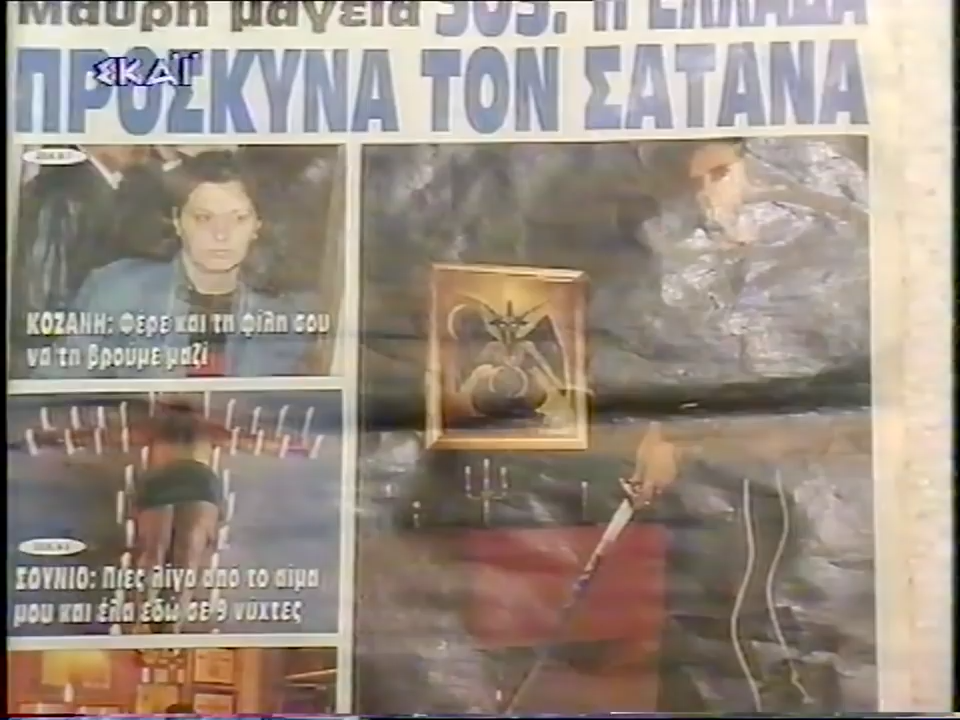 Μαύρη μαγεία SOS: Η ΕΛΛΑΔΑ
ΠΡΟΣΚΥΝΑ ΤΟΝ ΣΑΤΑΝΑ
ΣΚΑΪ
ΚΟΖΑΝΗ: Φέρε και τη φίλη σου
να τη βρούμε μαζί
ΣΟΥΝΙΟ: Πιες λίγο από το αίμα
μου και έλα εδώ σε 9 νύχτες